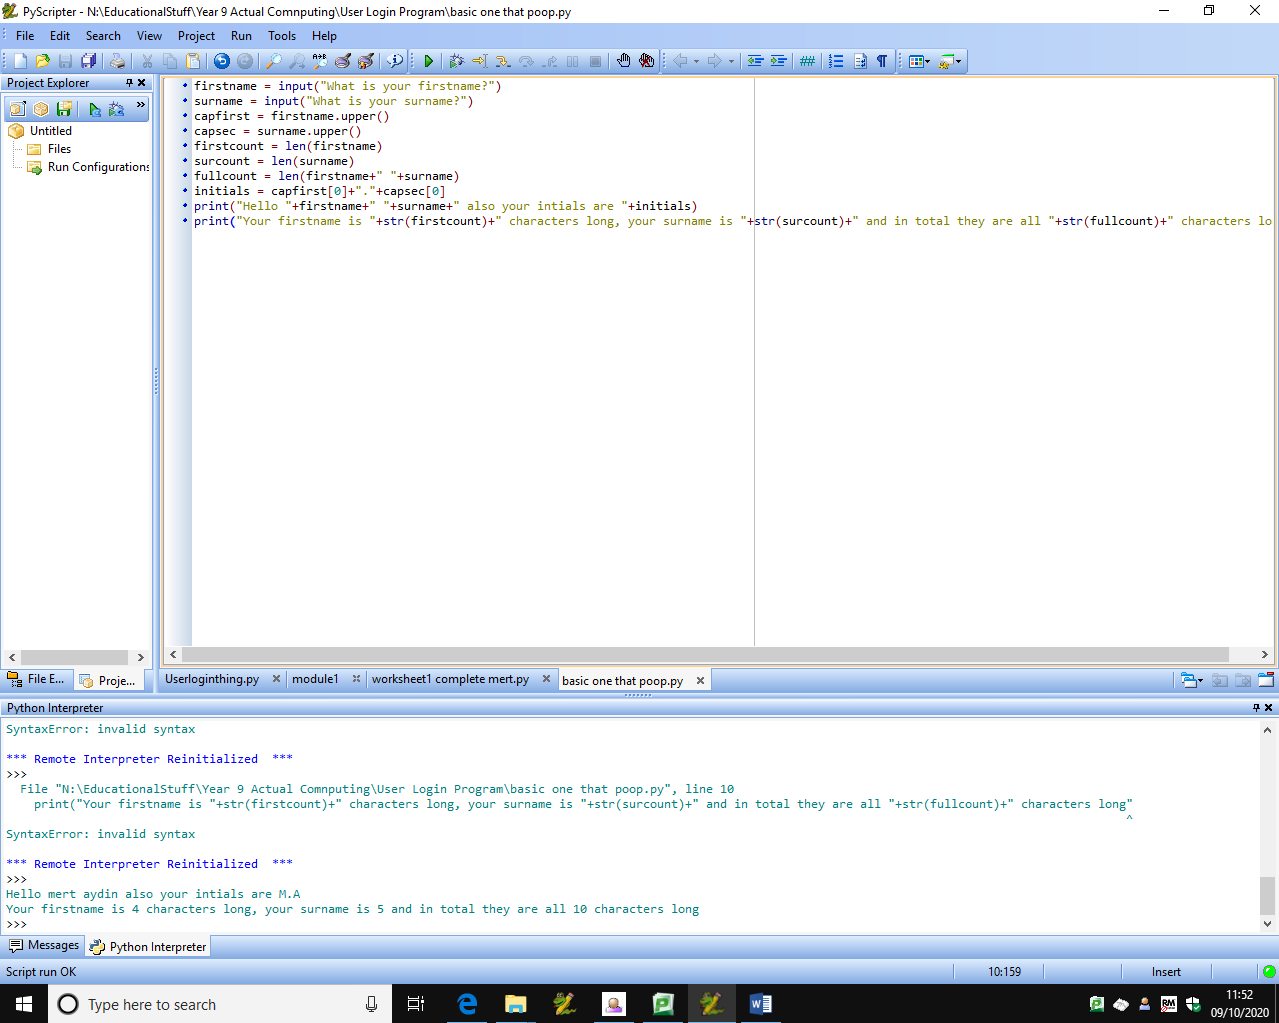 PyScripter - N:\EducationalStuff\Year 9 Actual Comnputing\User Login Program\basic one that poop.py
File Edit Search View Project Run Tools Help
Project Explorer
Untitled
Files
Run Configurations
File E...
Proje...
firstname = input("What is your firstname?")
surname = input("What is your surname?")
capfirst = firstname.upper()
capsec = surname.upper()
firstcount = len(firstname)
surcount = len(surname)
fullcount = len(firstname+" "+surname)
initials = capfirst[0]+"."+capsec[0]
print("Hello "+firstname+" "+surname+" also your intials are "+initials)
print("Your firstname is "+str(firstcount)+" characters long, your surname is "+str(surcount)+" and in total they are all "+str(fullcount)+" characters lo
Userloginthing.py module1 worksheet1 complete mert.py basic one that poop.py
Python Interpreter
SyntaxError: invalid syntax
*** Remote Interpreter Reinitialized ***
>>>
File "N:\EducationalStuff\Year 9 Actual Comnputing\User Login Program\basic one that poop.py", line 10
print("Your firstname is "+str(firstcount)+" characters long, your surname is "+str(surcount)+" and in total they are all "+str(fullcount)+" characters long"
^
SyntaxError: invalid syntax
*** Remote Interpreter Reinitialized ***
>>>
Hello mert aydin also your intials are M.A
Your firstname is 4 characters long, your surname is 5 and in total they are all 10 characters long
>>>
Messages Python Interpreter
Script run OK 10:159 Insert
Type here to search
11:52
09/10/2020